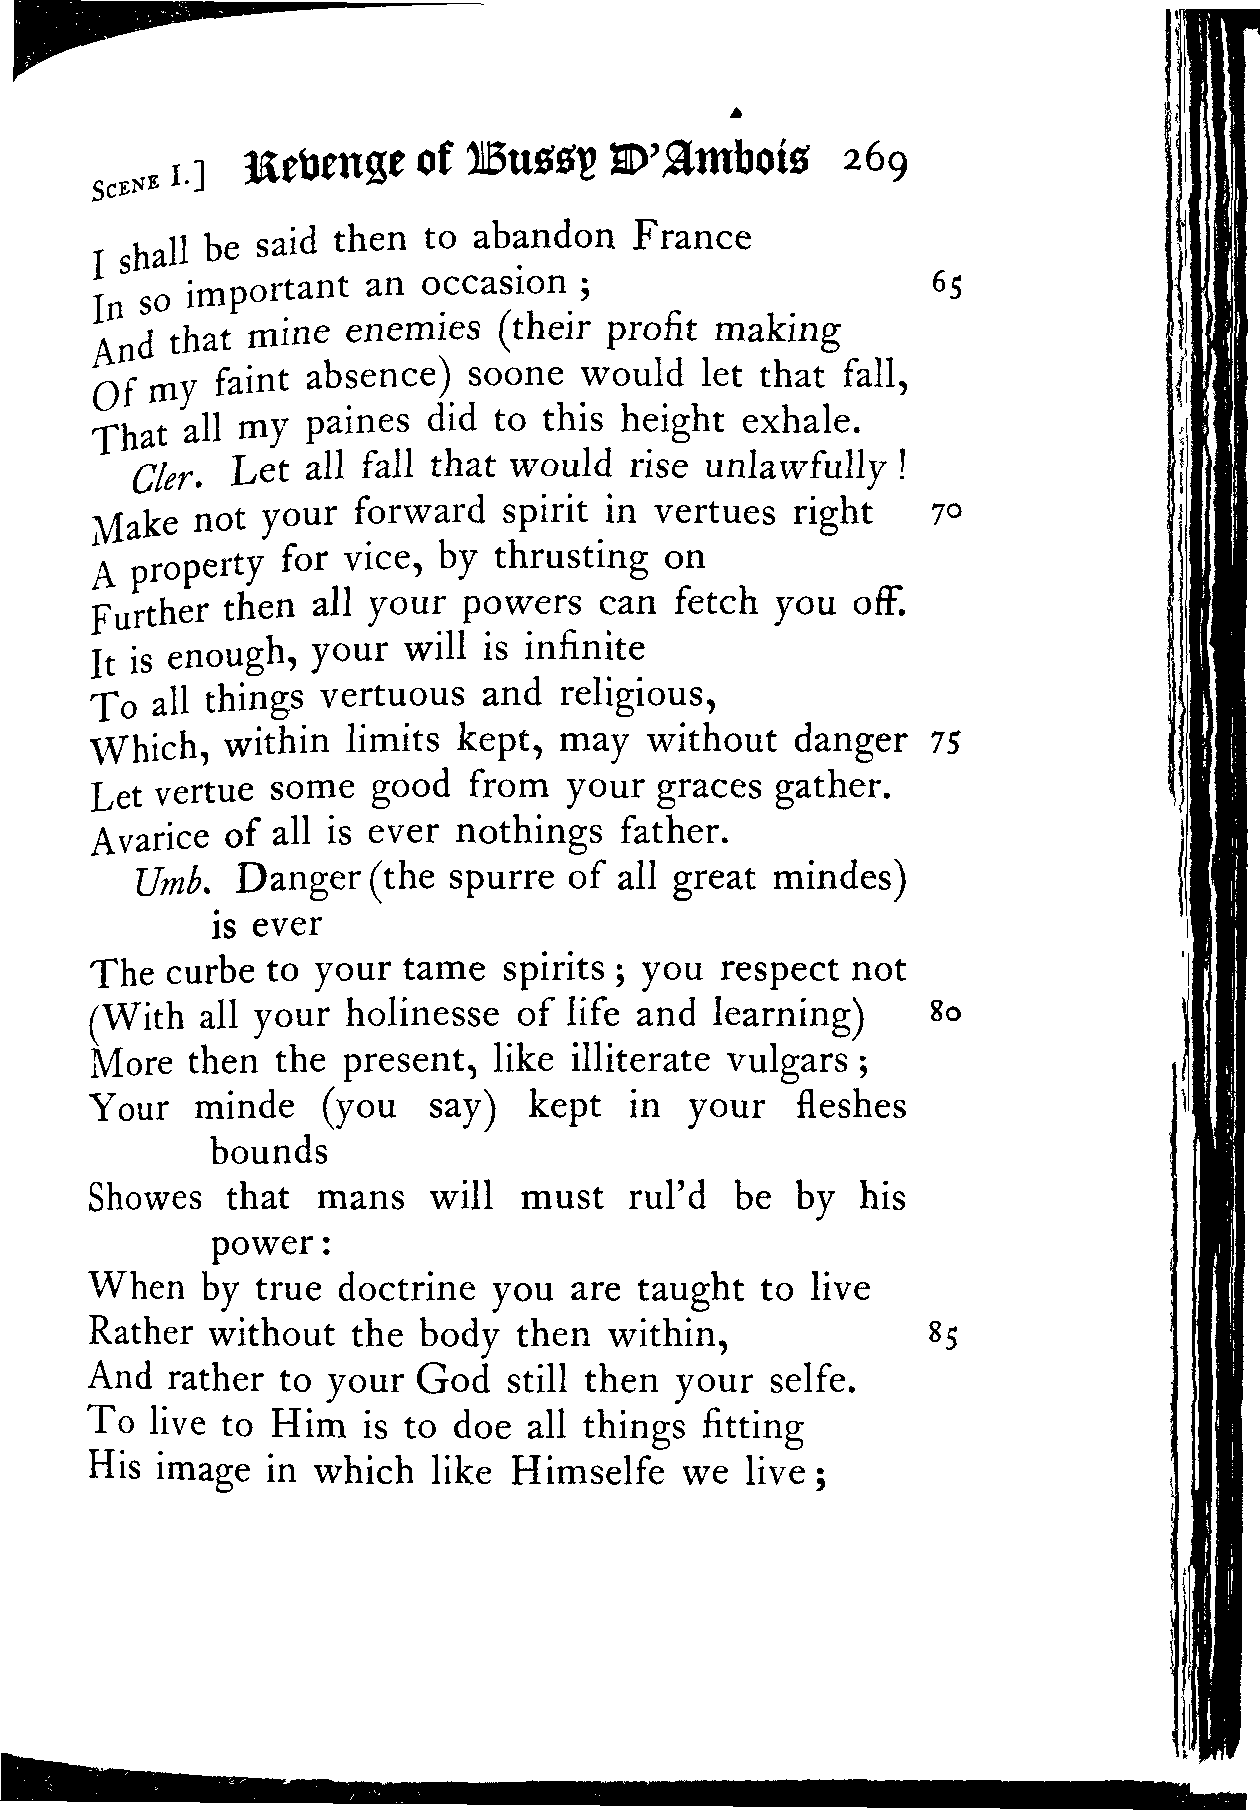 SCENE I.] Revenge of Bussy D'Ambois 269
I shall be said then to abandon France
In so important an occasion ; 65
And that mine enemies (their profit making
Of my faint absence) soone would let that fall,
That all my paines did to this height exhale.
Cler. Let all fall that would rise unlawfully !
Make not your forward spirit in vertues right 70
A property for vice, by thrusting on
Further then all your powers can fetch you off.
It is enough, your will is infinite
To all things vertuous and religious,
Which, within limits kept, may without danger 75
Let vertue some good from your graces gather.
Avarice of all is ever nothings father.
Umb. Danger (the spurre of all great mindes)
is ever
The curbe to your tame spirits ; you respect not
(With all your holinesse of life and learning) 80
More then the present, like illiterate vulgars ;
Your minde (you say) kept in your fleshes
bounds
Showes that mans will must rul'd be by his
power :
When by true doctrine you are taught to live
Rather without the body then within, 85
And rather to your God still then your selfe.
To live to Him is to doe all things fitting
His image in which like Himselfe we live ;